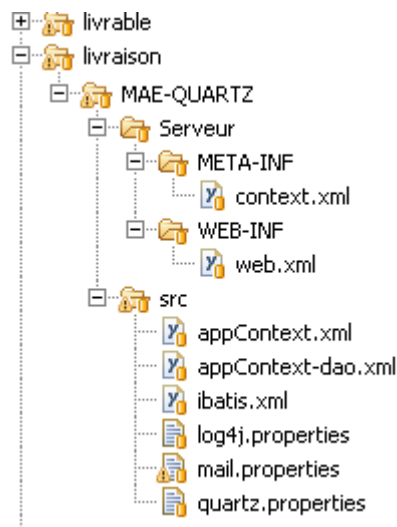 livrable
livraison
MAE-QUARTZ
Serveur
META-INF
context.xml
WEB-INF
web.xml
src
appContext.xml
appContext-dao.xml
ibatis.xml
log4j.properties
mail.properties
quartz.properties